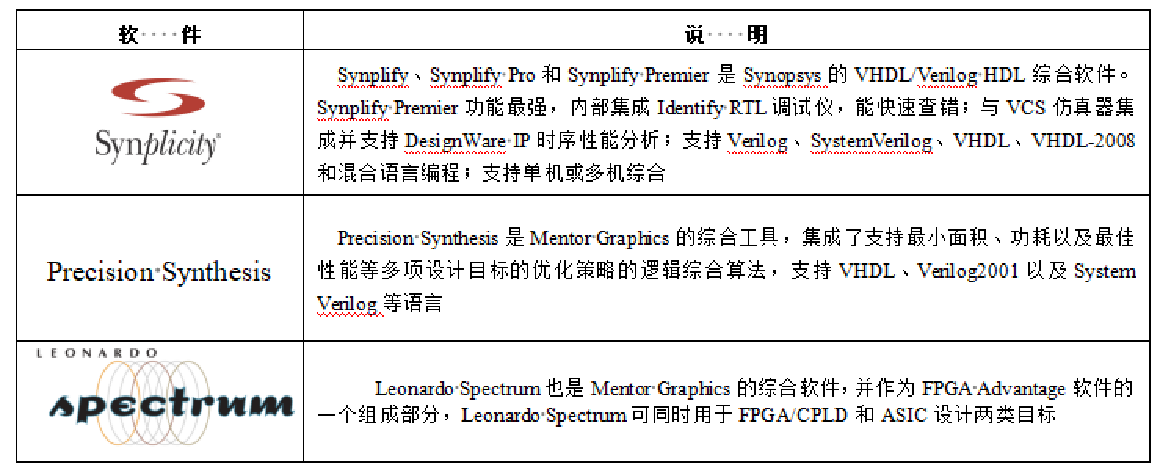 软 件
说 明
Synplicity®
Synplify、Synplify Pro 和 Synplify Premier 是 Synopsys 的 VHDL/Verilog HDL 综合软件。
Synplify Premier 功能最强，内部集成 Identify RTL 调试仪，能快速查错；与 VCS 仿真器集
成并支持 DesignWare IP 时序性能分析；支持 Verilog、SystemVerilog、VHDL、VHDL-2008
和混合语言编程；支持单机或多机综合
Precision Synthesis
Precision Synthesis 是 Mentor Graphics 的综合工具，集成了支持最小面积、功耗以及最佳
性能等多项设计目标的优化策略的逻辑综合算法，支持 VHDL、Verilog2001 以及 System
Verilog 等语言
LEONARDO
spectrum
Leonardo Spectrum 也是 Mentor Graphics 的综合软件，并作为 FPGA Advantage 软件的
一个组成部分，Leonardo Spectrum 可同时用于 FPGA/CPLD 和 ASIC 设计两类目标